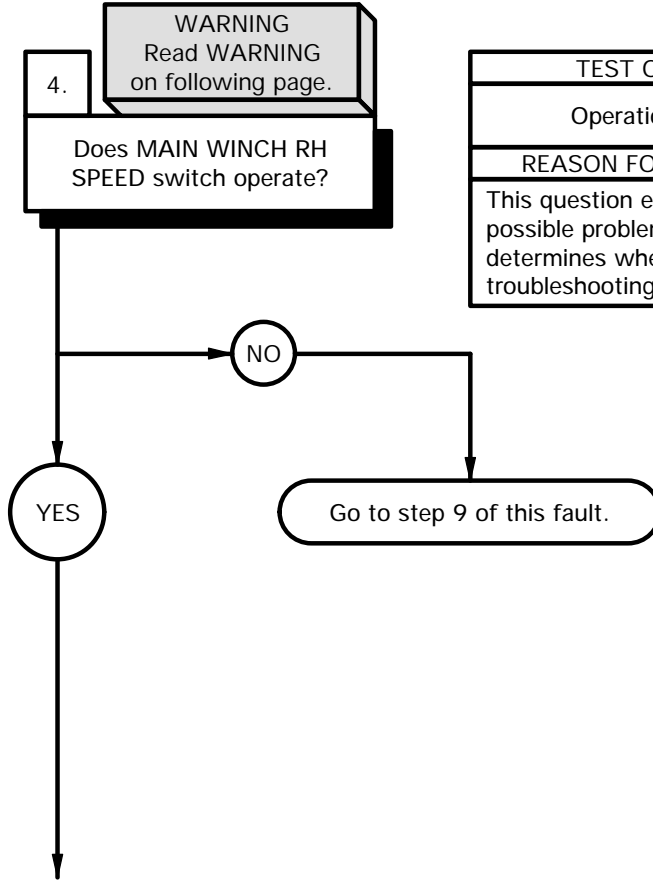 WARNING
Read WARNING
on following page.
4.
Does MAIN WINCH RH
SPEED switch operate?
TEST
Operatio
REASON FO
This question e
possible proble
determines whe
troubleshooting
NO
YES
Go to step 9 of this fault.